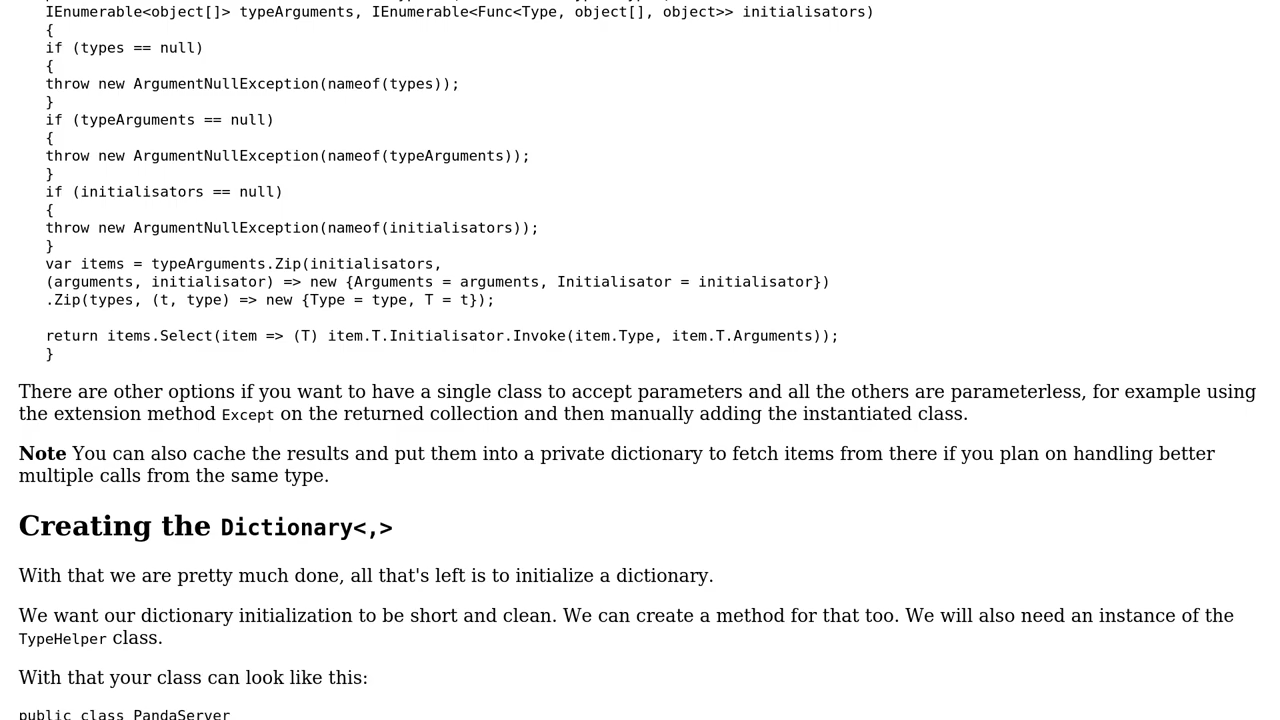 IEnumerable<object[]> typeArguments, IEnumerable<Func<Type, object[], object>> initialisators)
{
if (types == null)
{
throw new ArgumentNullException(nameof(types));
}
if (typeArguments == null)
{
throw new ArgumentNullException(nameof(typeArguments));
}
if (initialisators == null)
{
throw new ArgumentNullException(nameof(initialisators));
}
var items = typeArguments.Zip(initialisators,
(arguments, initialisator) => new {Arguments = arguments, Initialisator = initialisator})
.Zip(types, (t, type) => new {Type = type, T = t});
return items.Select(item => (T) item.T.Initialisator.Invoke(item.Type, item.T.Arguments));
}
There are other options if you want to have a single class to accept parameters and all the others are parameterless, for example using
the extension method Except on the returned collection and then manually adding the instantiated class.
Note You can also cache the results and put them into a private dictionary to fetch items from there if you plan on handling better
multiple calls from the same type.
Creating the Dictionary<,>
With that we are pretty much done, all that's left is to initialize a dictionary.
We want our dictionary initialization to be short and clean. We can create a method for that too. We will also need an instance of the
TypeHelper class.
With that your class can look like this:
public class PandaServer